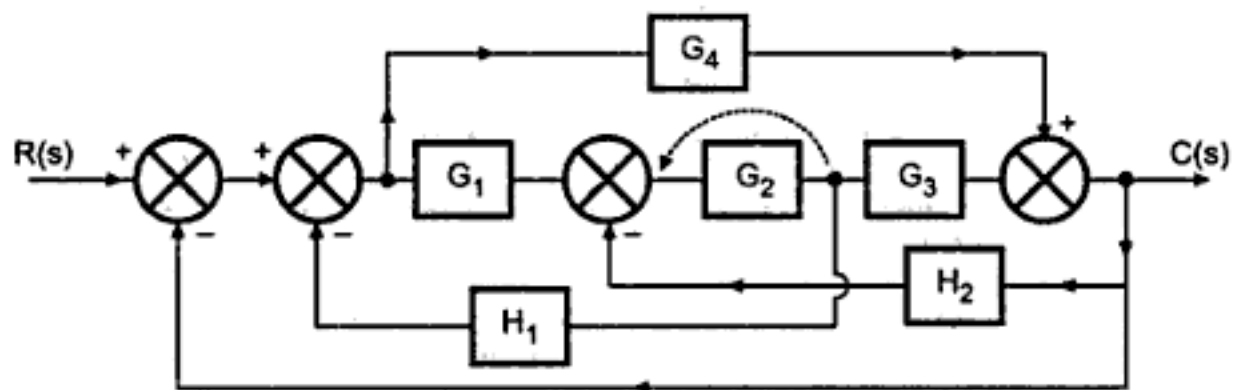 G₄
R(s) + + G₁ G₂ G₃ + C(s)
− − −
H₂
H₁